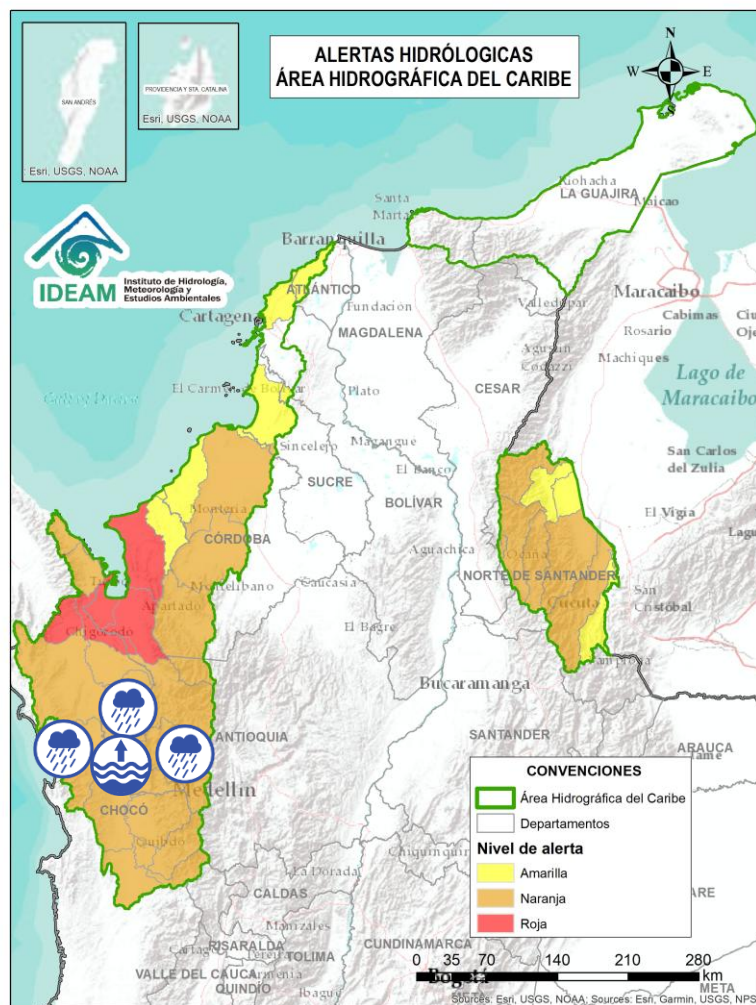 ALERTAS HIDRÓLOGICAS
ÁREA HIDROGRÁFICA DEL CARIBE
N
W
E
S
SAN ANDRÉS
Esri, USGS, NOAA
PROVIDENCIA Y STA. CATALINA
Esri, USGS, NOAA
IDEAM
Instituto de Hidrología,
Meteorología y
Estudios Ambientales
Riohacha
LA GUAJIRA
Maicao
Santa
Marta
Barranquilla
ATLÁNTICO
Cartagena
Fundación
MAGDALENA
Valledupar
Maracaibo
Cabimas
Rosario
Machiques
Agustín
Codazzi
CESAR
Lago de
Maracaibo
El Carmen de Bolívar
Plato
Sincelejo
Magangué
SUCRE
El Banco
BOLÍVAR
San Carlos
del Zulia
El Vigía
Montería
CÓRDOBA
Aguachica
Ocaña
NORTE DE SANTANDER
Cúcuta
San
Cristóbal
Montelibano
Caucasia
Apartadó
Chigorodó
El Bagre
Pamplona
Bucaramanga
ANTIOQUIA
SANTANDER
ARAUCA
Medellín
CHOCÓ
Quibdó
La Dorada
Chiquinquirá
CALDAS
Manizales
RISARALDA
Cartago
Pereira
TOLIMA
CUNDINAMARCA
VALLE DEL CAUCA
Armenia
QUINDÍO
Ibagué
Bogotá
META
CONVENCIONES
Área Hidrográfica del Caribe
Departamentos
Nivel de alerta
Amarilla
Naranja
Roja
0 35 70 140 210 280
km
Sources: Esri, USGS, NOAA; Sources: Esri, Garmin, USGS,